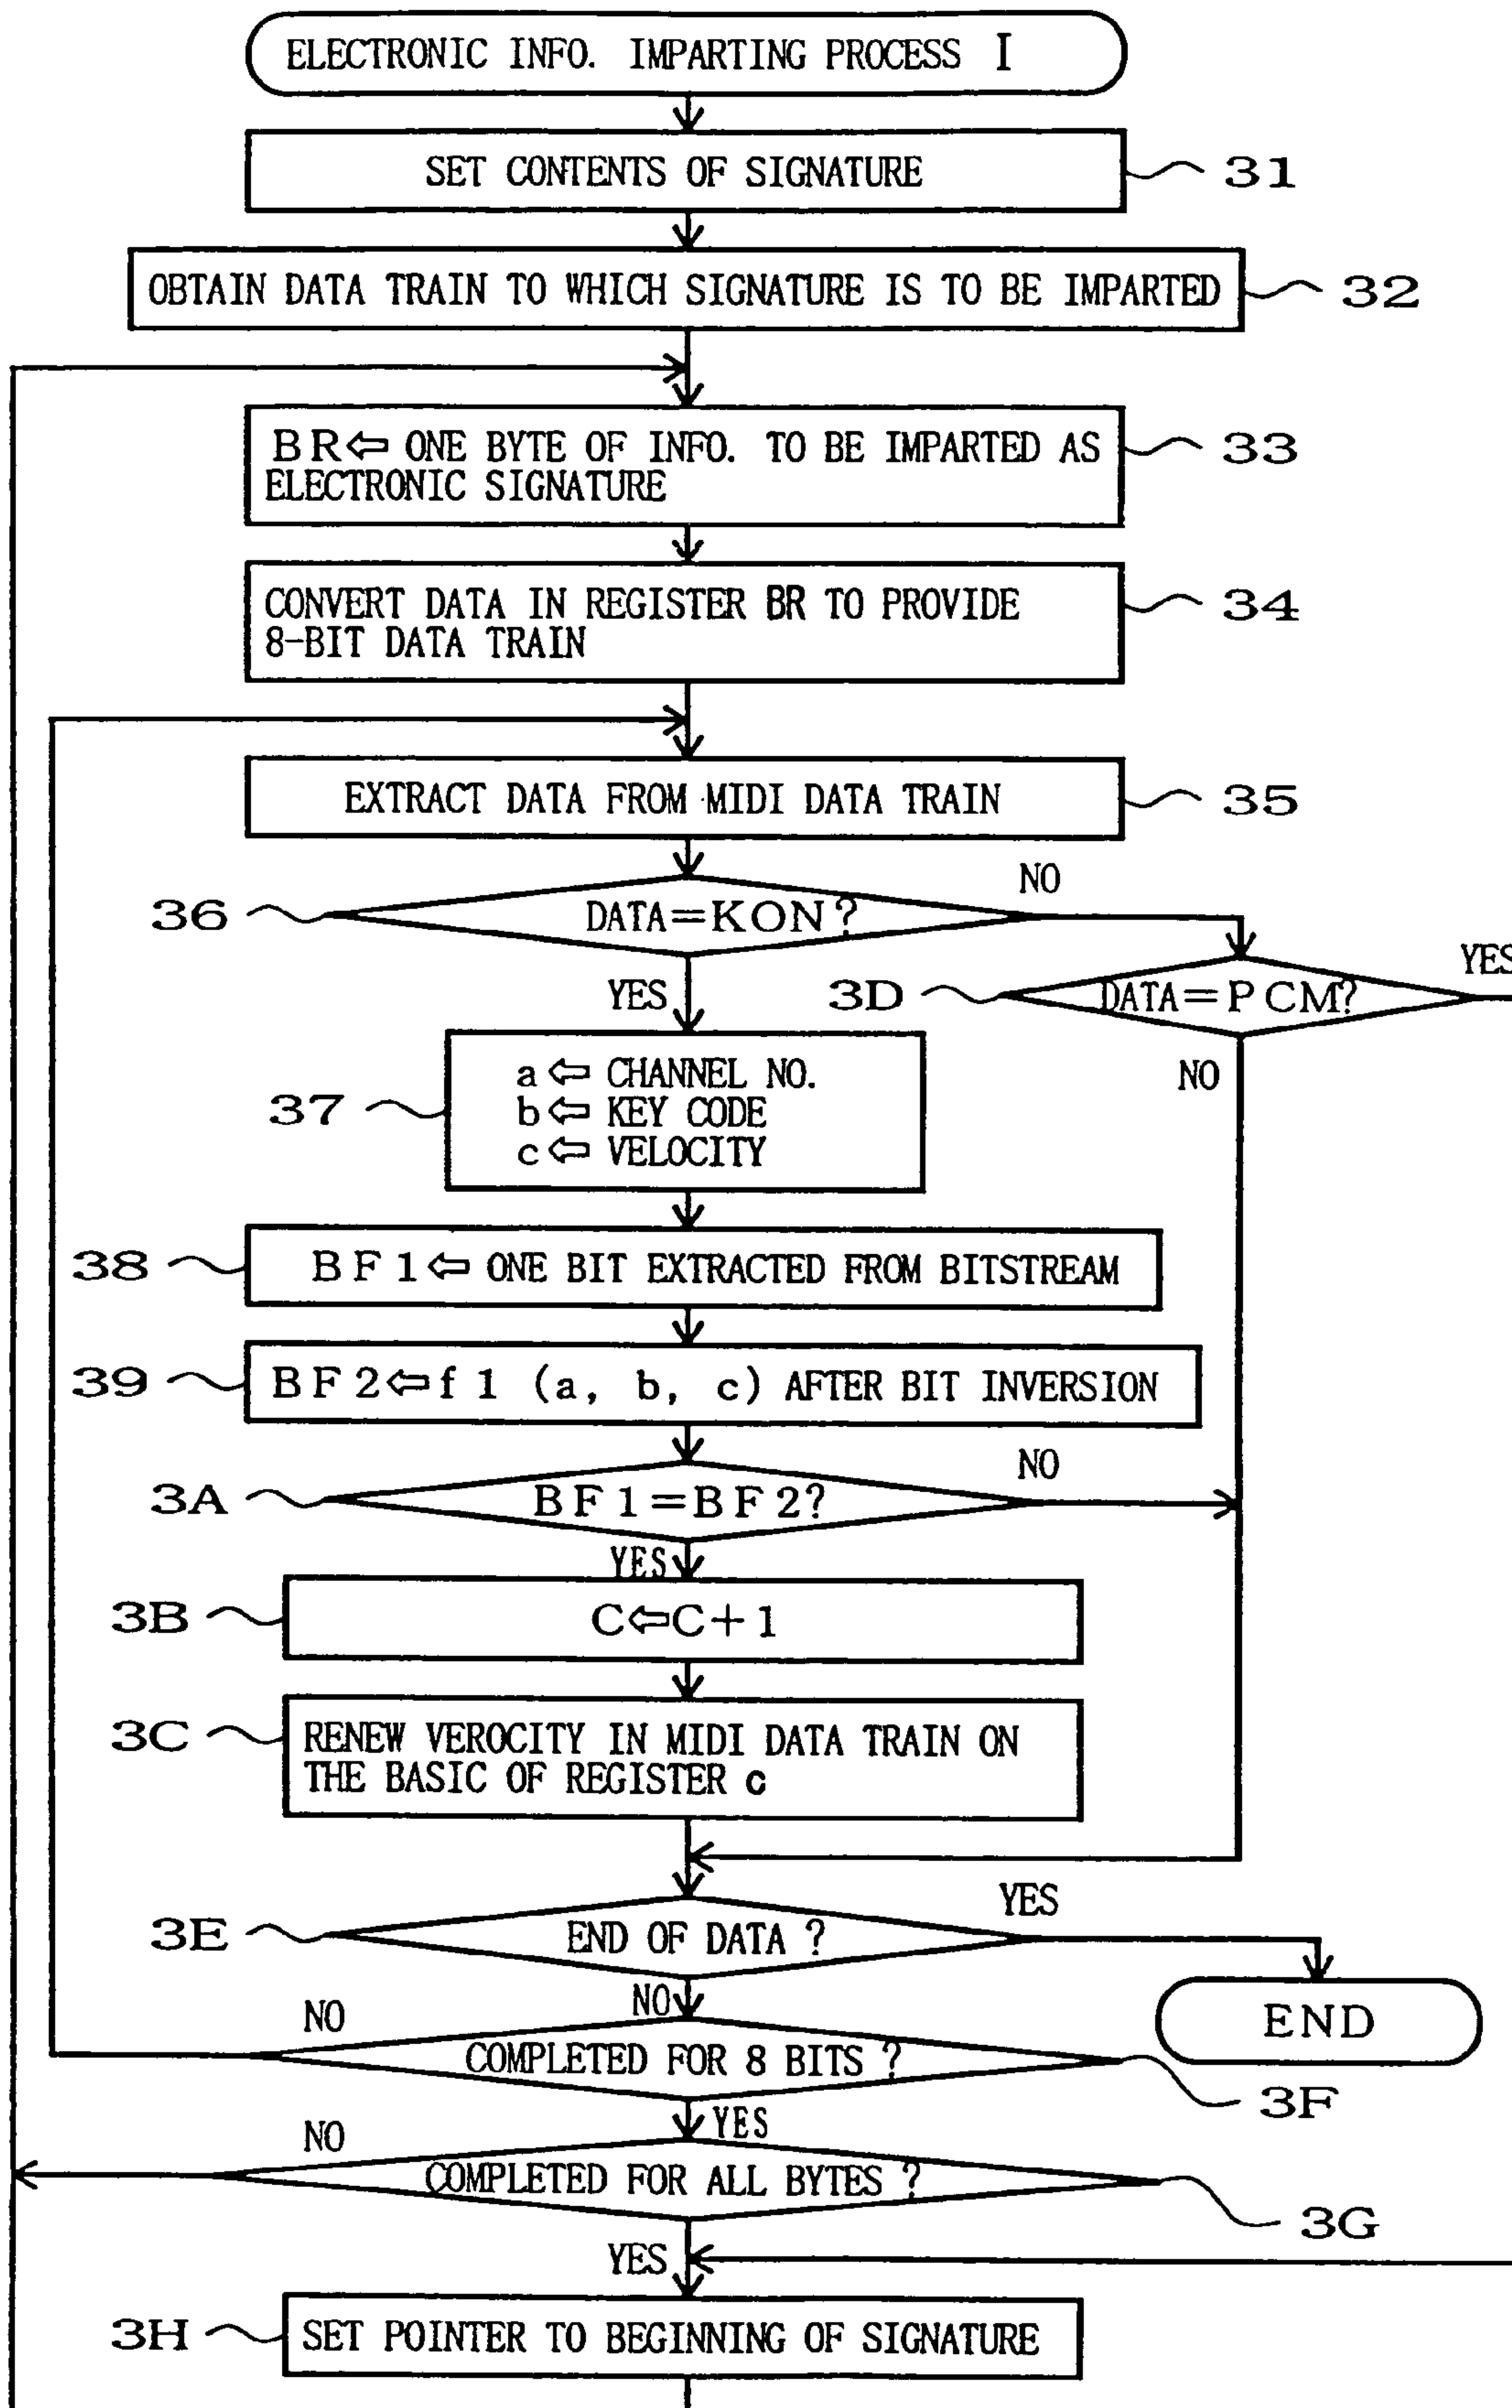 ELECTRONIC INFO. IMPARTING PROCESS I
SET CONTENTS OF SIGNATURE
31
OBTAIN DATA TRAIN TO WHICH SIGNATURE IS TO BE IMPARTED
32
BR⇦ ONE BYTE OF INFO. TO BE IMPARTED AS
ELECTRONIC SIGNATURE
33
CONVERT DATA IN REGISTER BR TO PROVIDE
8-BIT DATA TRAIN
34
EXTRACT DATA FROM MIDI DATA TRAIN
35
36
DATA=KON?
NO
YES
3D
DATA=PCM?
YES
NO
37
a⇦ CHANNEL NO.
b⇦ KEY CODE
c⇦ VELOCITY
38
BF1⇦ ONE BIT EXTRACTED FROM BITSTREAM
39
BF2⇦f1 (a, b, c) AFTER BIT INVERSION
3A
BF1=BF2?
NO
YES
3B
C⇦C+1
3C
RENEW VEROCITY IN MIDI DATA TRAIN ON
THE BASIC OF REGISTER c
3E
END OF DATA ?
YES
NO
END
NO
COMPLETED FOR 8 BITS ?
3F
YES
NO
COMPLETED FOR ALL BYTES ?
3G
YES
3H
SET POINTER TO BEGINNING OF SIGNATURE